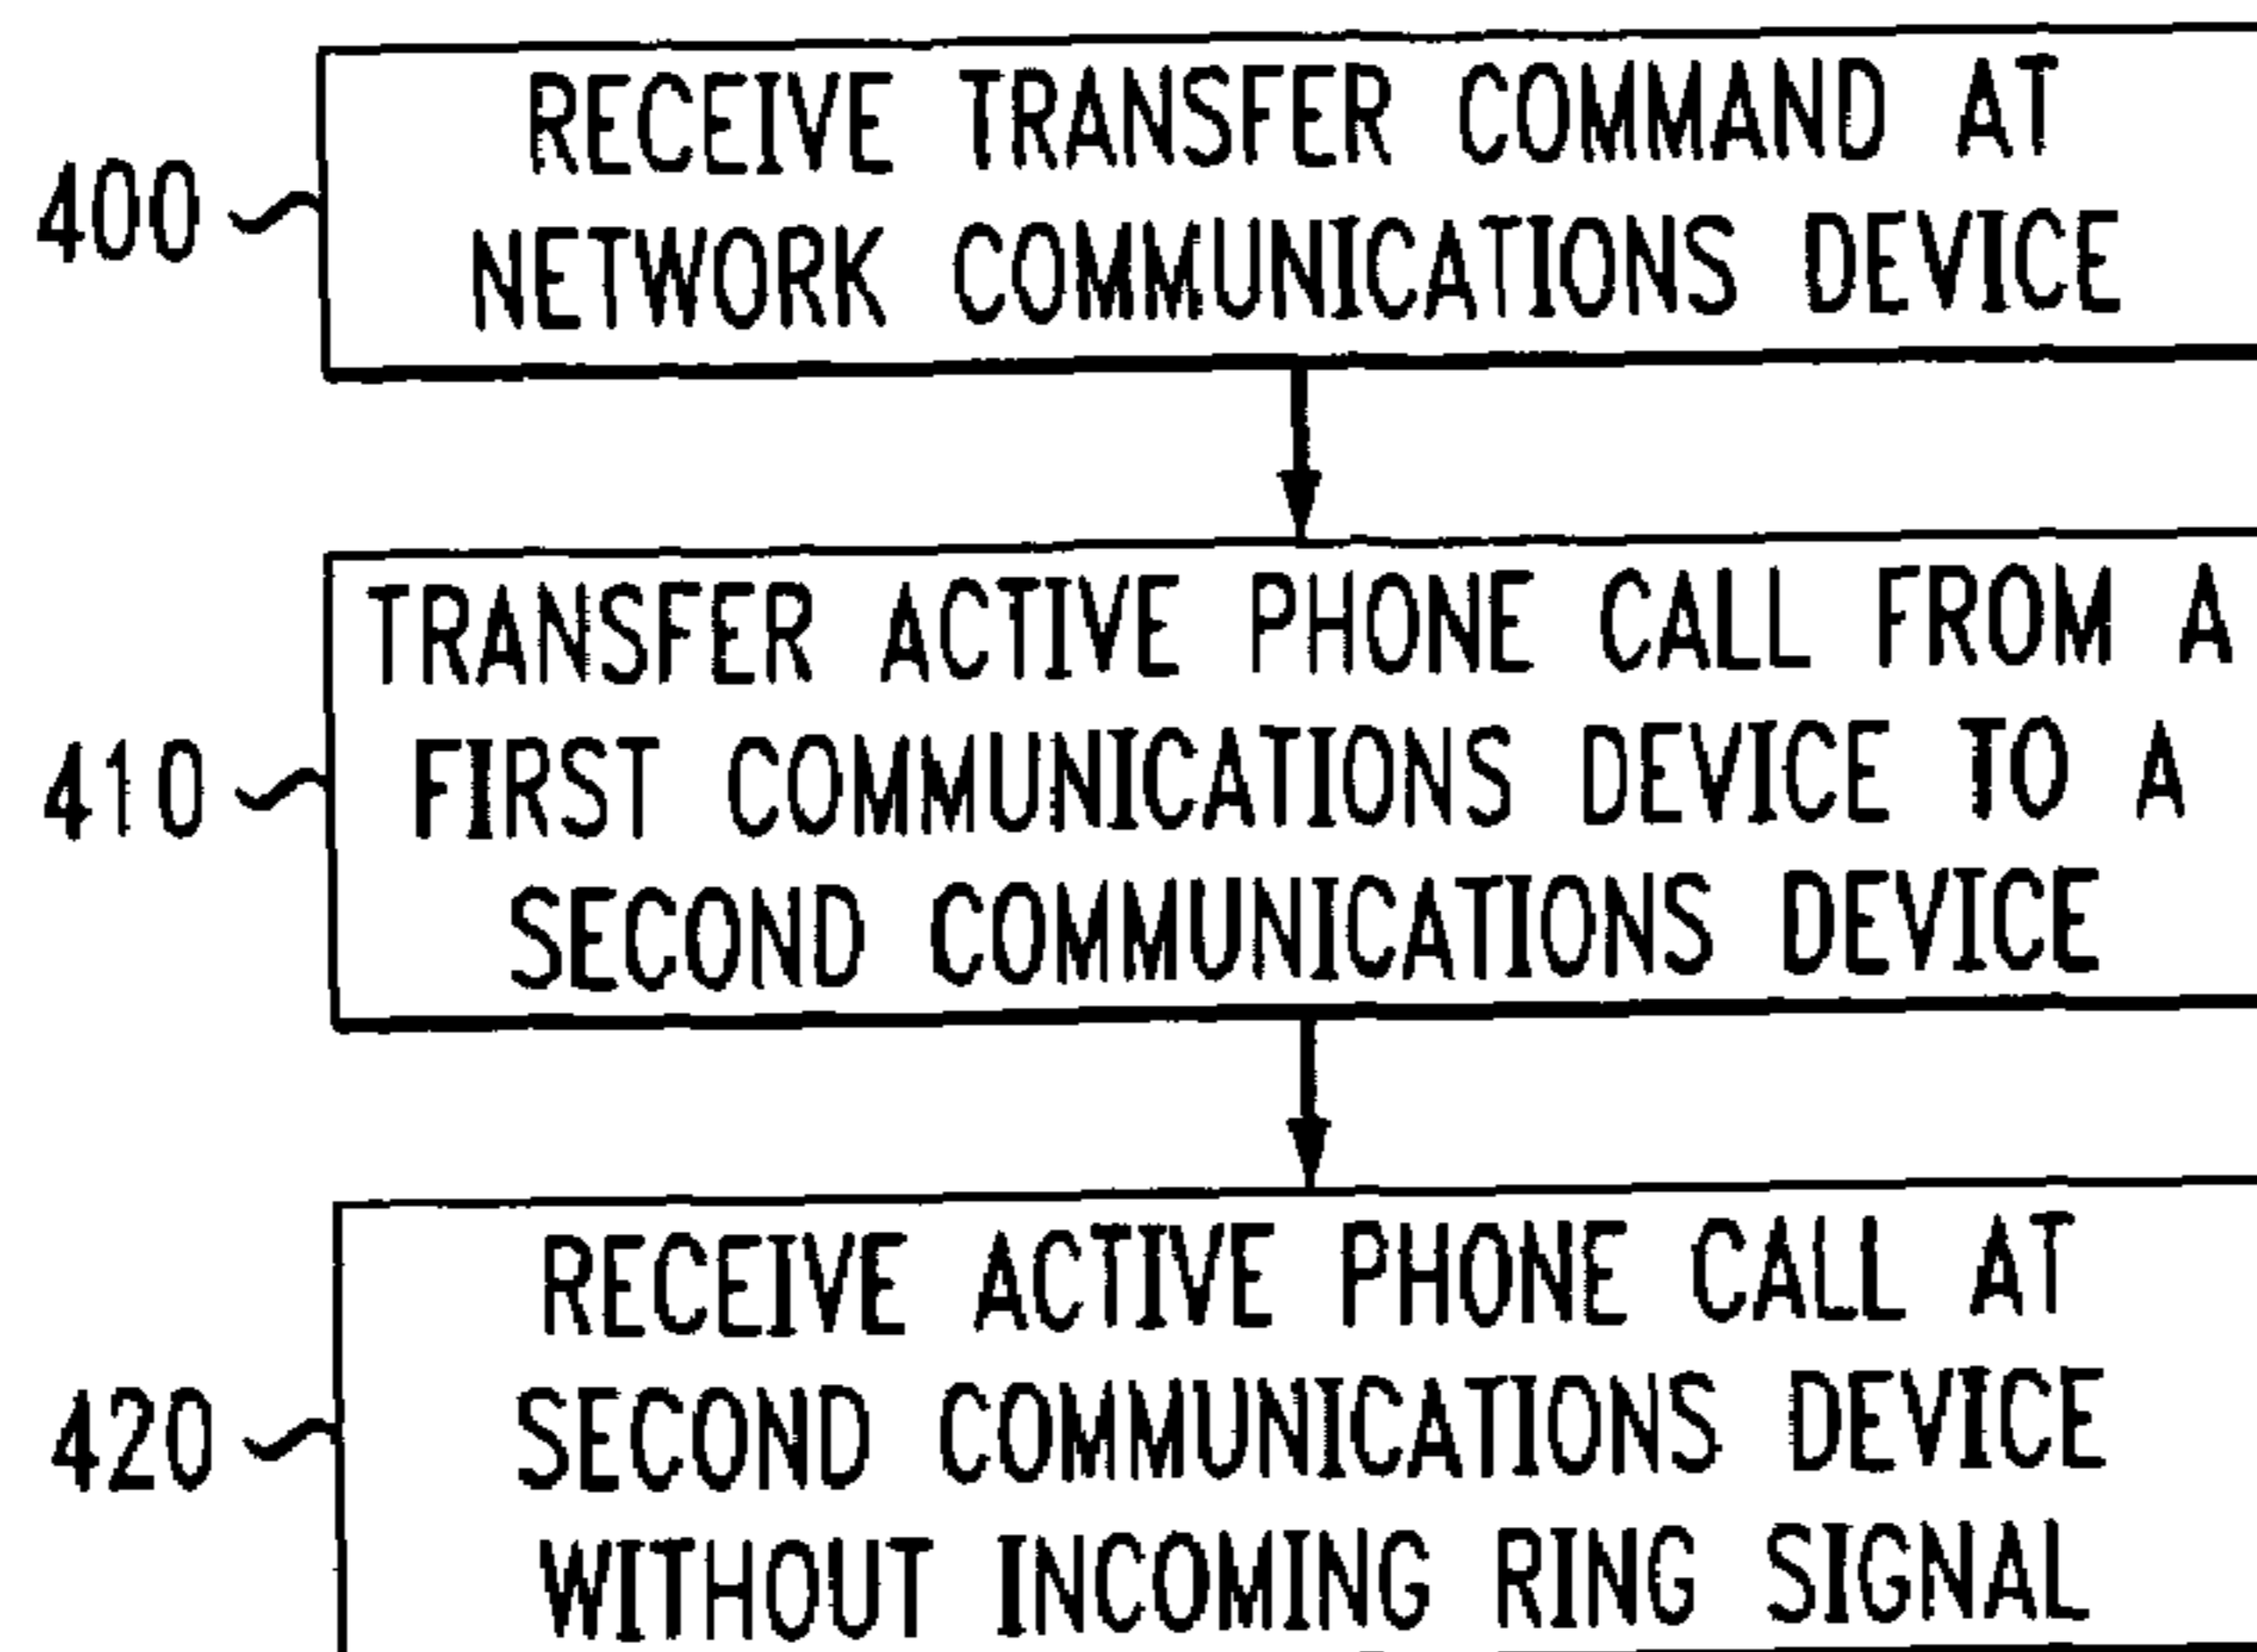 RECEIVE TRANSFER COMMAND AT
400
NETWORK COMMUNICATIONS DEVICE
TRANSFER ACTIVE PHONE CALL FROM A
410
FIRST COMMUNICATIONS DEVICE TO A
SECOND COMMUNICATIONS DEVICE
RECEIVE ACTIVE PHONE CALL AT
420
SECOND COMMUNICATIONS DEVICE
WITHOUT INCOMING RING SIGNAL